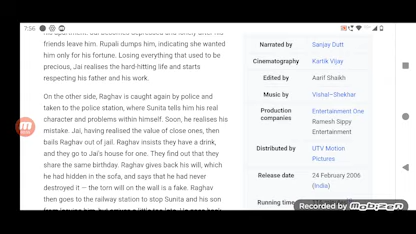 7:56
his apartment. Jai becomes depressed and lonely after his
friends leave him. Rupali dumps him, indicating she wanted
him only for his fortune. Losing everything that used to be
precious, Jai realises the hard-hitting life and starts
respecting his father and his work.
On the other side, Raghav is caught again by police and
taken to the police station, where Sunita tells him his real
character and problems within himself. Soon, he realises his
mistake. Jai, having realised the value of close ones, then
bails Raghav out of jail. Raghav insists they have a drink,
and they go to Jai's house for one. They find out that they
share the same birthday. Raghav gives back his will, which
he had hidden in the sofa, and says that he had never
destroyed it — the torn will on the wall is a fake. Raghav
then goes to the railway station to stop Sunita and his son
Narrated by Sanjay Dutt
Cinematography Kartik Vijay
Edited by Aarif Shaikh
Music by Vishal–Shekhar
Production companies Entertainment One
Ramesh Sippy
Entertainment
Distributed by UTV Motion
Pictures
Release date 24 February 2006
(India)
Running time
Recorded by MOBIZEN